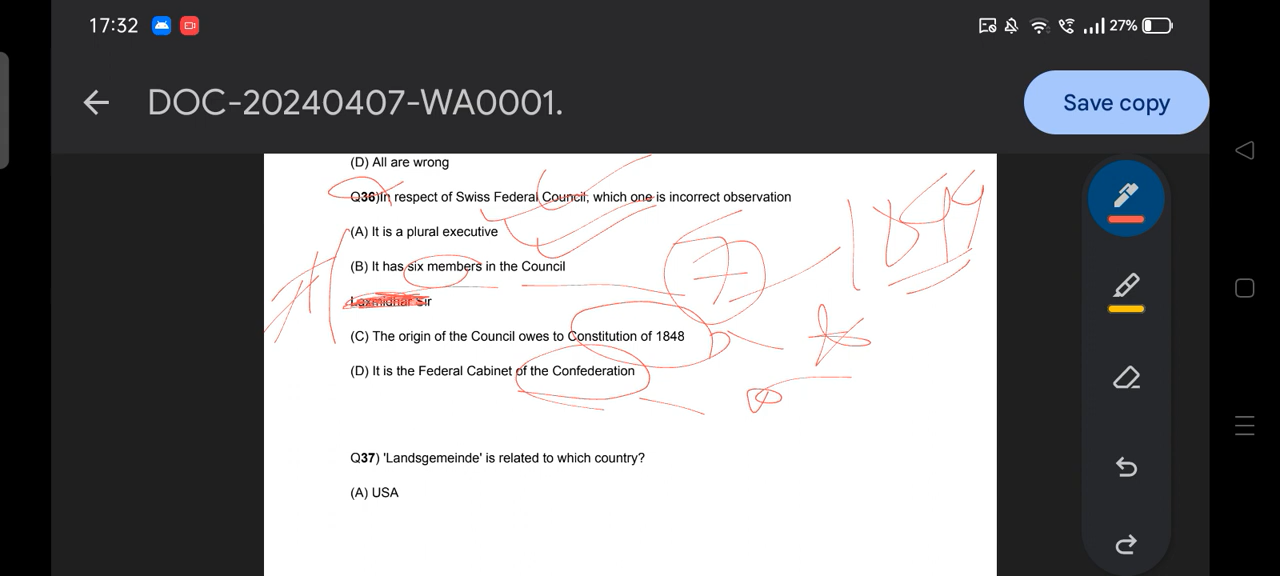 17:32
27%
DOC-20240407-WA0001.
Save copy
(D) All are wrong
Q36)In respect of Swiss Federal Council, which one is incorrect observation
(A) It is a plural executive
(B) It has six members in the Council
7
Laxmidhar Sir
(C) The origin of the Council owes to Constitution of 1848
(D) It is the Federal Cabinet of the Confederation
Q37) 'Landsgemeinde' is related to which country?
(A) USA